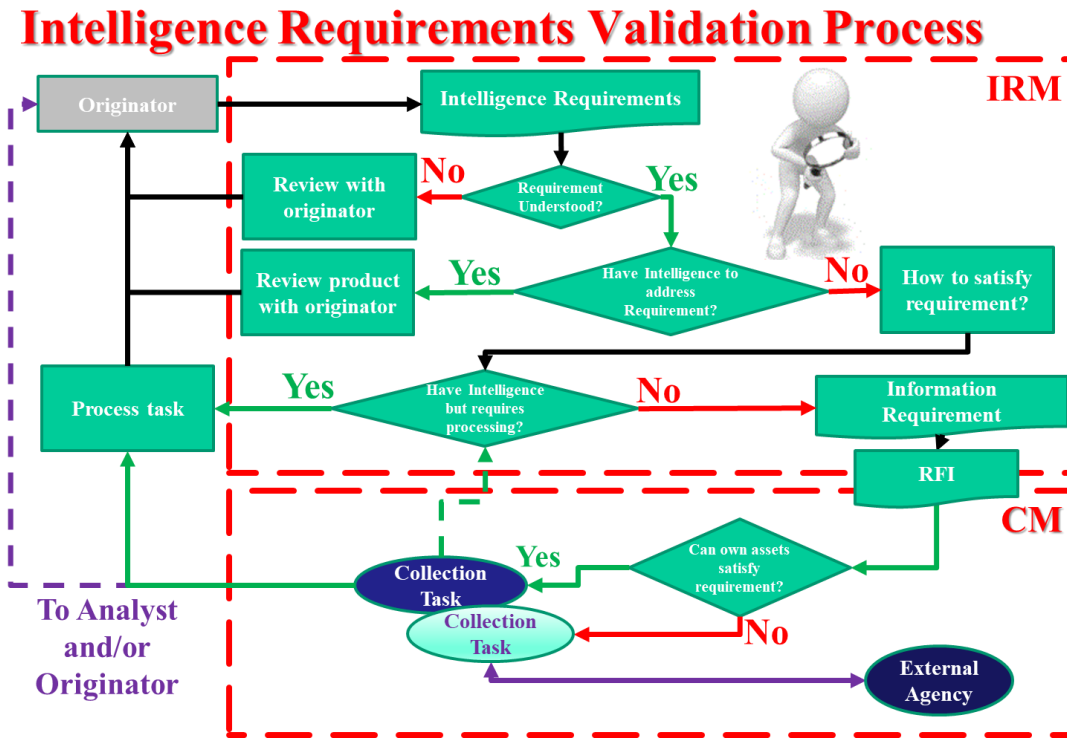 Intelligence Requirements Validation Process
IRM
Originator
Intelligence Requirements
Review with
originator
No
Requirement
Understood?
Yes
Review product
with originator
Yes
Have Intelligence to
address
Requirement?
No
How to satisfy
requirement?
Process task
Yes
Have Intelligence
but requires
processing?
No
Information
Requirement
RFI
CM
Can own assets
satisfy
requirement?
Yes
Collection
Task
Collection
Task
No
To Analyst
and/or
Originator
External
Agency